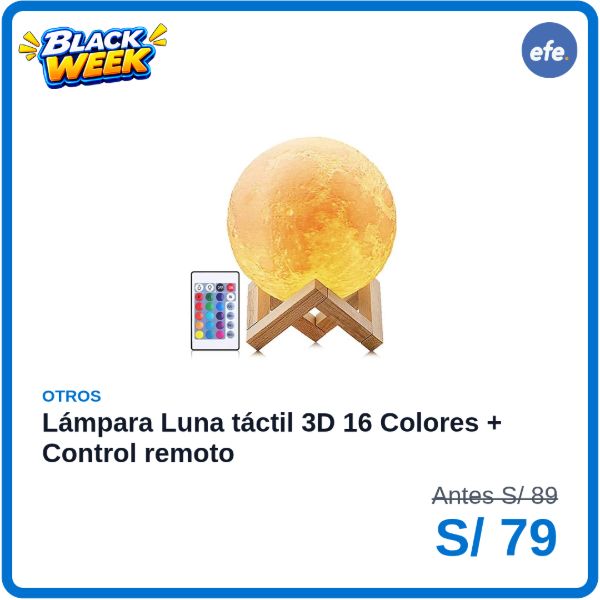 BLACK
WEEK
efe.
OTROS
Lámpara Luna táctil 3D 16 Colores +
Control remoto
Antes S/ 89
S/ 79